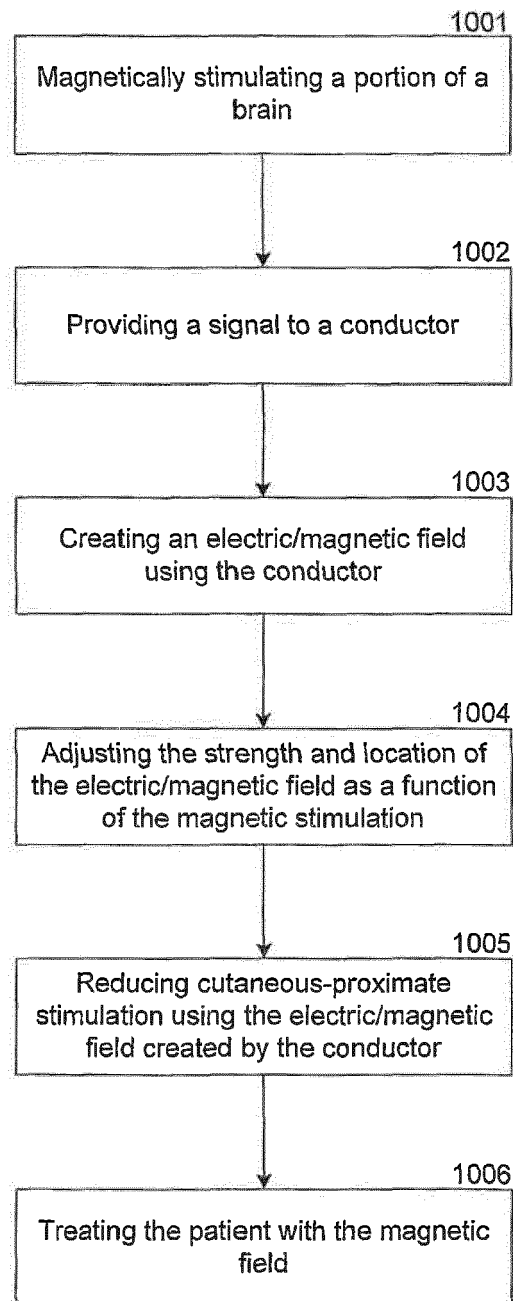 1001
Magnetically stimulating a portion of a
brain
1002
Providing a signal to a conductor
1003
Creating an electric/magnetic field
using the conductor
1004
Adjusting the strength and location of
the electric/magnetic field as a function
of the magnetic stimulation
1005
Reducing cutaneous-proximate
stimulation using the electric/magnetic
field created by the conductor
1006
Treating the patient with the magnetic
field